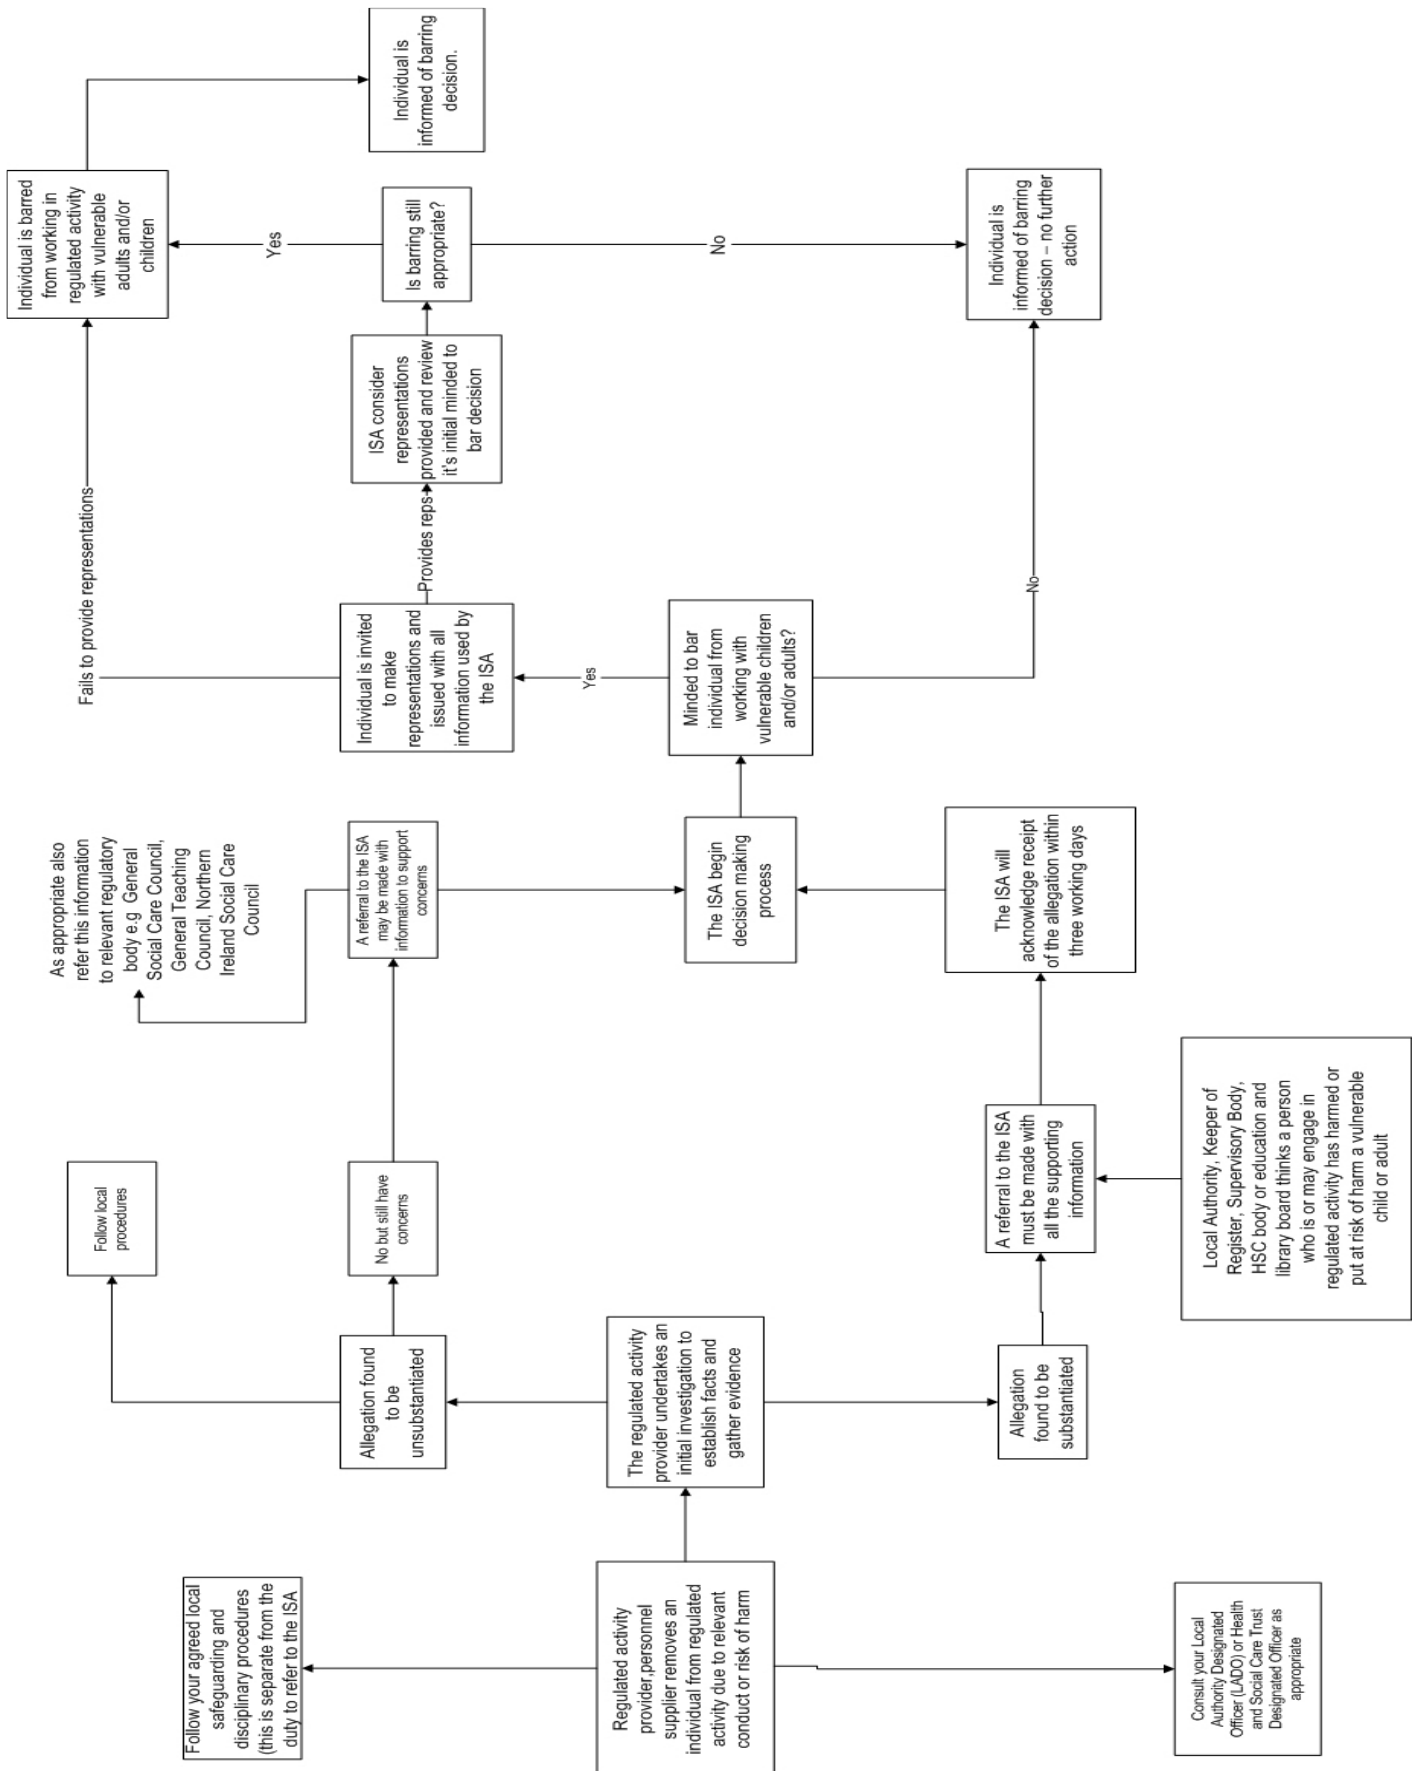 Follow your agreed local
safeguarding and
disciplinary procedures
(this is separate from the
duty to refer to the ISA
Regulated activity
provider,personnel
supplier removes an
individual from regulated
activity due to relevant
conduct or risk of harm
Consult your Local
Authority Designated
Officer (LADO) or Health
and Social Care Trust
Designated Officer as
appropriate
Follow local
procedures
Allegation found
to be
unsubstantiated
No but still have
concerns
The regulated activity
provider undertakes an
initial investigation to
establish facts and
gather evidence
Allegation
found to be
substantiated
A referral to the ISA
must be made with
all the supporting
information
Local Authority, Keeper of
Register, Supervisory Body,
HSC body or education and
library board thinks a person
who is or may engage in
regulated activity has harmed or
put at risk of harm a vulnerable
child or adult
As appropriate also
refer this information
to relevant regulatory
body e.g General
Social Care Council,
General Teaching
Council, Northern
Ireland Social Care
Council
A referral to the ISA
may be made with
information to support
concerns
The ISA begin
decision making
process
The ISA will
acknowledge receipt
of the allegation within
three working days
Fails to provide representations
Individual is invited
to make
representations and
issued with all
information used by
the ISA
Provides reps
Yes
Minded to bar
individual from
working with
vulnerable children
and/or adults?
No
ISA consider
representations
provided and review
it's initial minded to
bar decision
Is barring still
appropriate?
Yes
No
Individual is barred
from working in
regulated activity
with vulnerable
adults and/or
children
Individual is
informed of barring
decision.
Individual is
informed of barring
decision – no further
action